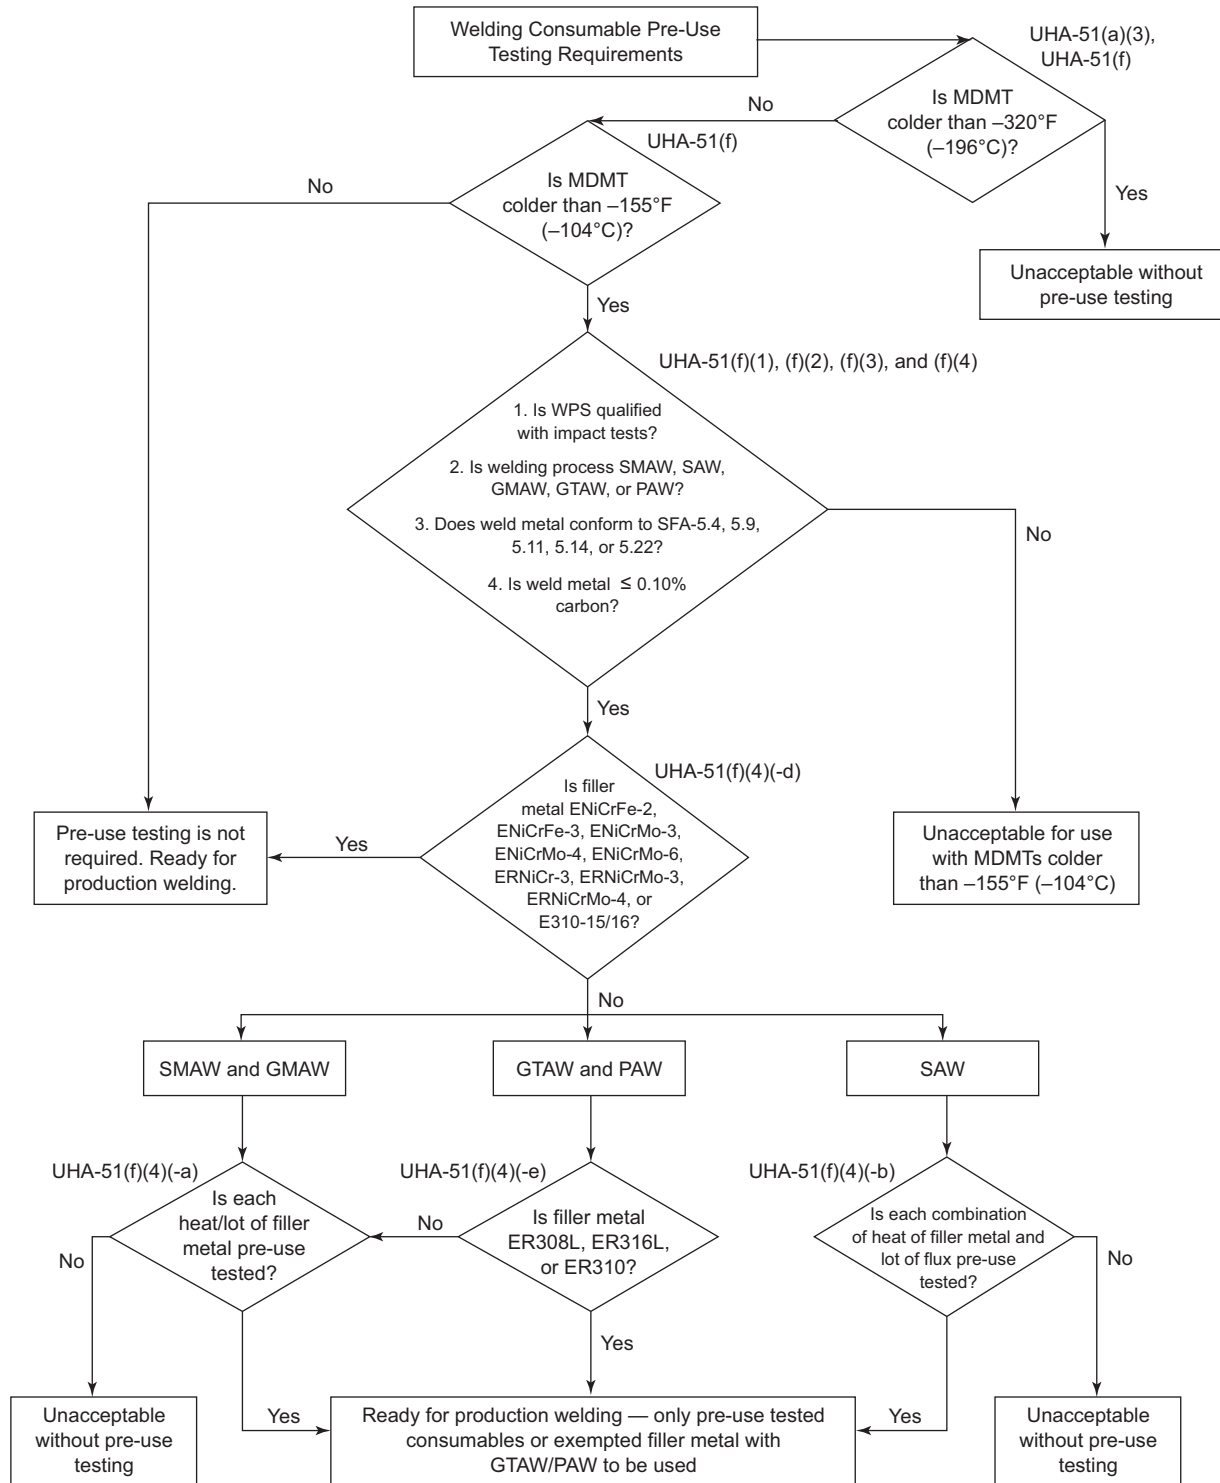 Welding Consumable Pre-Use
Testing Requirements
UHA-51(a)(3),
UHA-51(f)
Is MDMT
colder than –320°F
(–196°C)?
No
Yes
Unacceptable without
pre-use testing
UHA-51(f)
Is MDMT
colder than –155°F
(–104°C)?
No
Yes
UHA-51(f)(1), (f)(2), (f)(3), and (f)(4)
1. Is WPS qualified
with impact tests?
2. Is welding process SMAW, SAW,
GMAW, GTAW, or PAW?
3. Does weld metal conform to SFA-5.4, 5.9,
5.11, 5.14, or 5.22?
4. Is weld metal ≤ 0.10%
carbon?
No
Yes
UHA-51(f)(4)(-d)
Is filler
metal ENiCrFe-2,
ENiCrFe-3, ENiCrMo-3,
ENiCrMo-4, ENiCrMo-6,
ERNiCr-3, ERNiCrMo-3,
ERNiCrMo-4, or
E310-15/16?
Yes
Pre-use testing is not
required. Ready for
production welding.
Unacceptable for use
with MDMTs colder
than –155°F (–104°C)
No
SMAW and GMAW
GTAW and PAW
SAW
UHA-51(f)(4)(-a)
Is each
heat/lot of filler
metal pre-use
tested?
No
UHA-51(f)(4)(-e)
Is filler metal
ER308L, ER316L,
or ER310?
No
Yes
UHA-51(f)(4)(-b)
Is each combination
of heat of filler metal and
lot of flux pre-use
tested?
No
Unacceptable
without pre-use
testing
Yes
Ready for production welding — only pre-use tested
consumables or exempted filler metal with
GTAW/PAW to be used
Yes
Unacceptable
without pre-use
testing